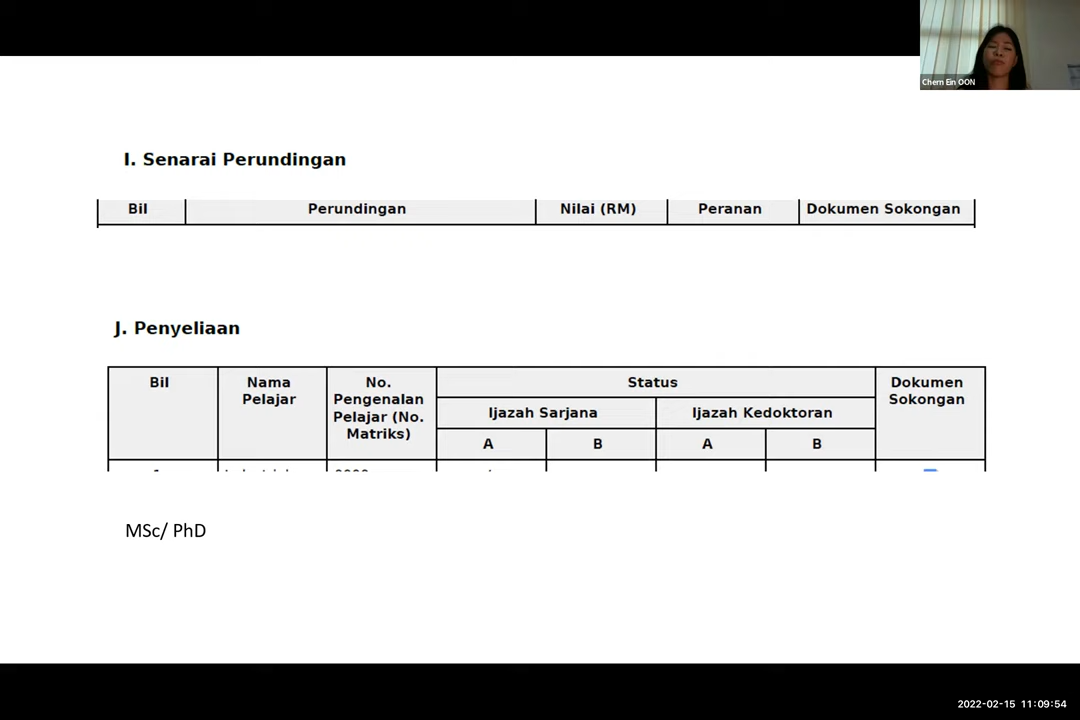 Chern Ein OON
I. Senarai Perundingan
Bil Perundingan Nilai (RM) Peranan Dokumen Sokongan
J. Penyeliaan
Bil
Nama
Pelajar
No.
Pengenalan
Pelajar (No.
Matriks)
Status
Ijazah Sarjana Ijazah Kedoktoran
A B A B
Dokumen
Sokongan
MSc/ PhD
2022-02-15 11:09:54